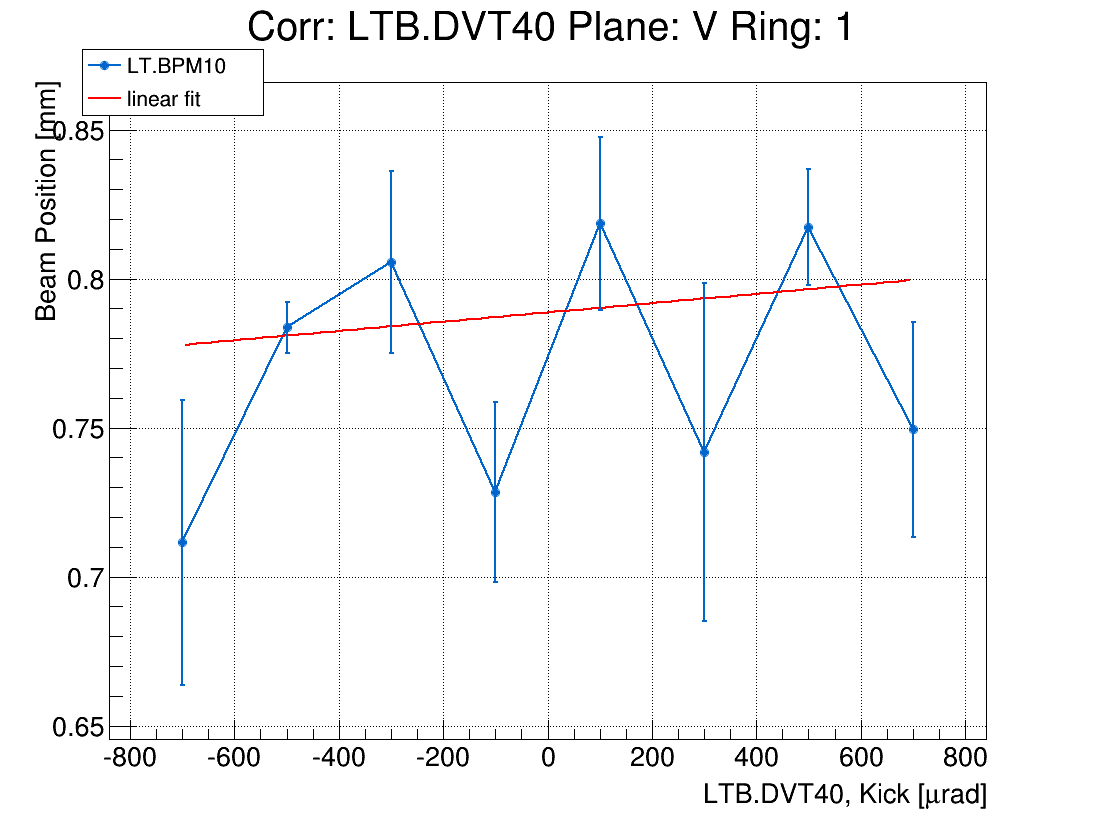 Corr: LTB.DVT40 Plane: V Ring: 1
LT.BPM10
linear fit
Beam Position [mm]
0.85
0.8
0.75
0.7
0.65
-800 -600 -400 -200 0 200 400 600 800
LTB.DVT40, Kick [μrad]